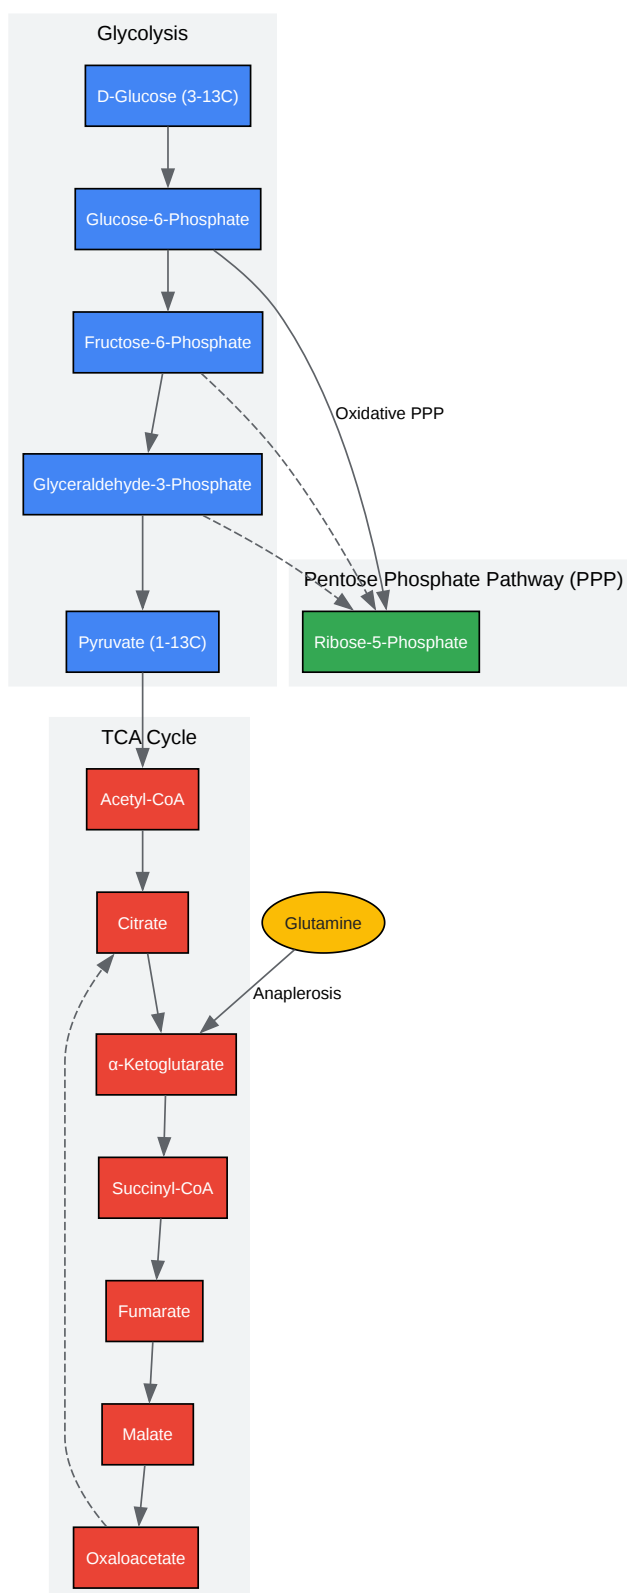 Glycolysis
D-Glucose (3-13C)
Glucose-6-Phosphate
Fructose-6-Phosphate
Oxidative PPP
Glyceraldehyde-3-Phosphate
Pentose Phosphate Pathway (PPP)
Pyruvate (1-13C)
Ribose-5-Phosphate
TCA Cycle
Acetyl-CoA
Citrate
Glutamine
Anaplerosis
α-Ketoglutarate
Succinyl-CoA
Fumarate
Malate
Oxaloacetate